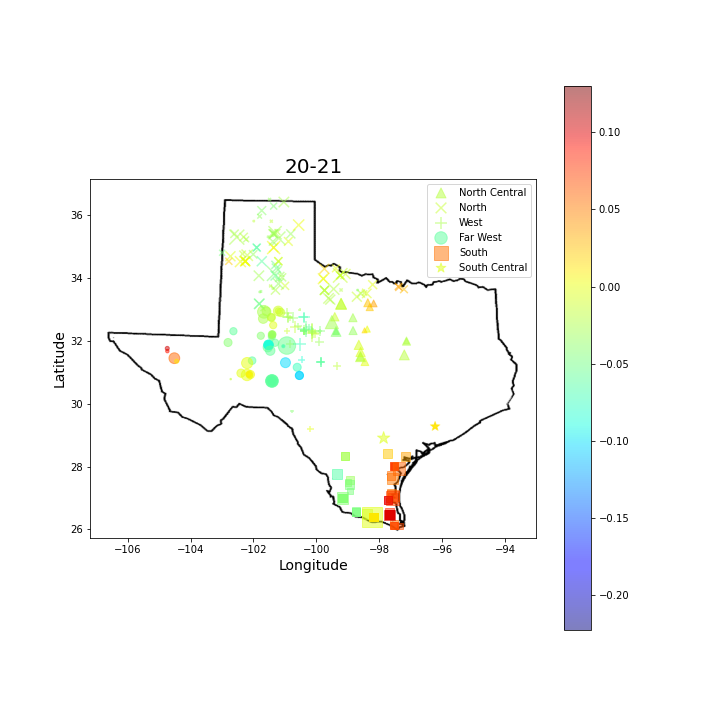 20-21
North Central
North
West
Far West
South
South Central
36
34
32
30
28
26
−106
−104
−102
−100
−98
−96
−94
Latitude
Longitude
0.10
0.05
0.00
−0.05
−0.10
−0.15
−0.20